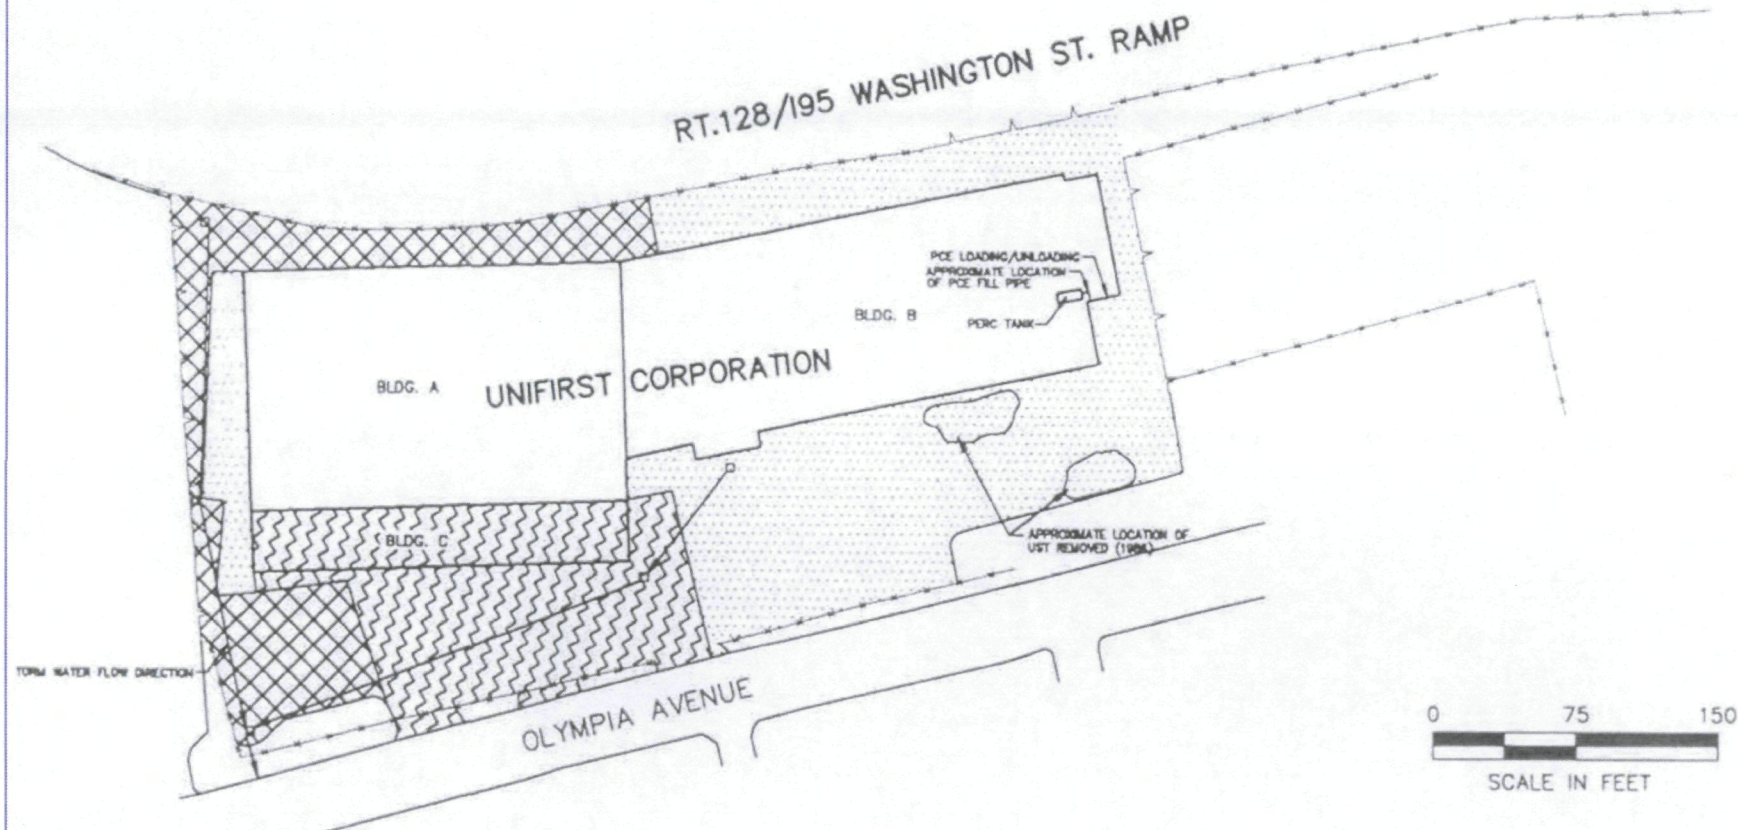 RT.128/I95 WASHINGTON ST. RAMP
PCE LOADING/UNLOADING
APPROXIMATE LOCATION
OF PCE FILL PIPE
BLDG. B
PERC TANK
BLDG. A
UNIFIRST CORPORATION
BLDG. C
APPROXIMATE LOCATION OF
UST REMOVED
TORM WATER FLOW DIRECTION
OLYMPIA AVENUE
0 75 150
SCALE IN FEET